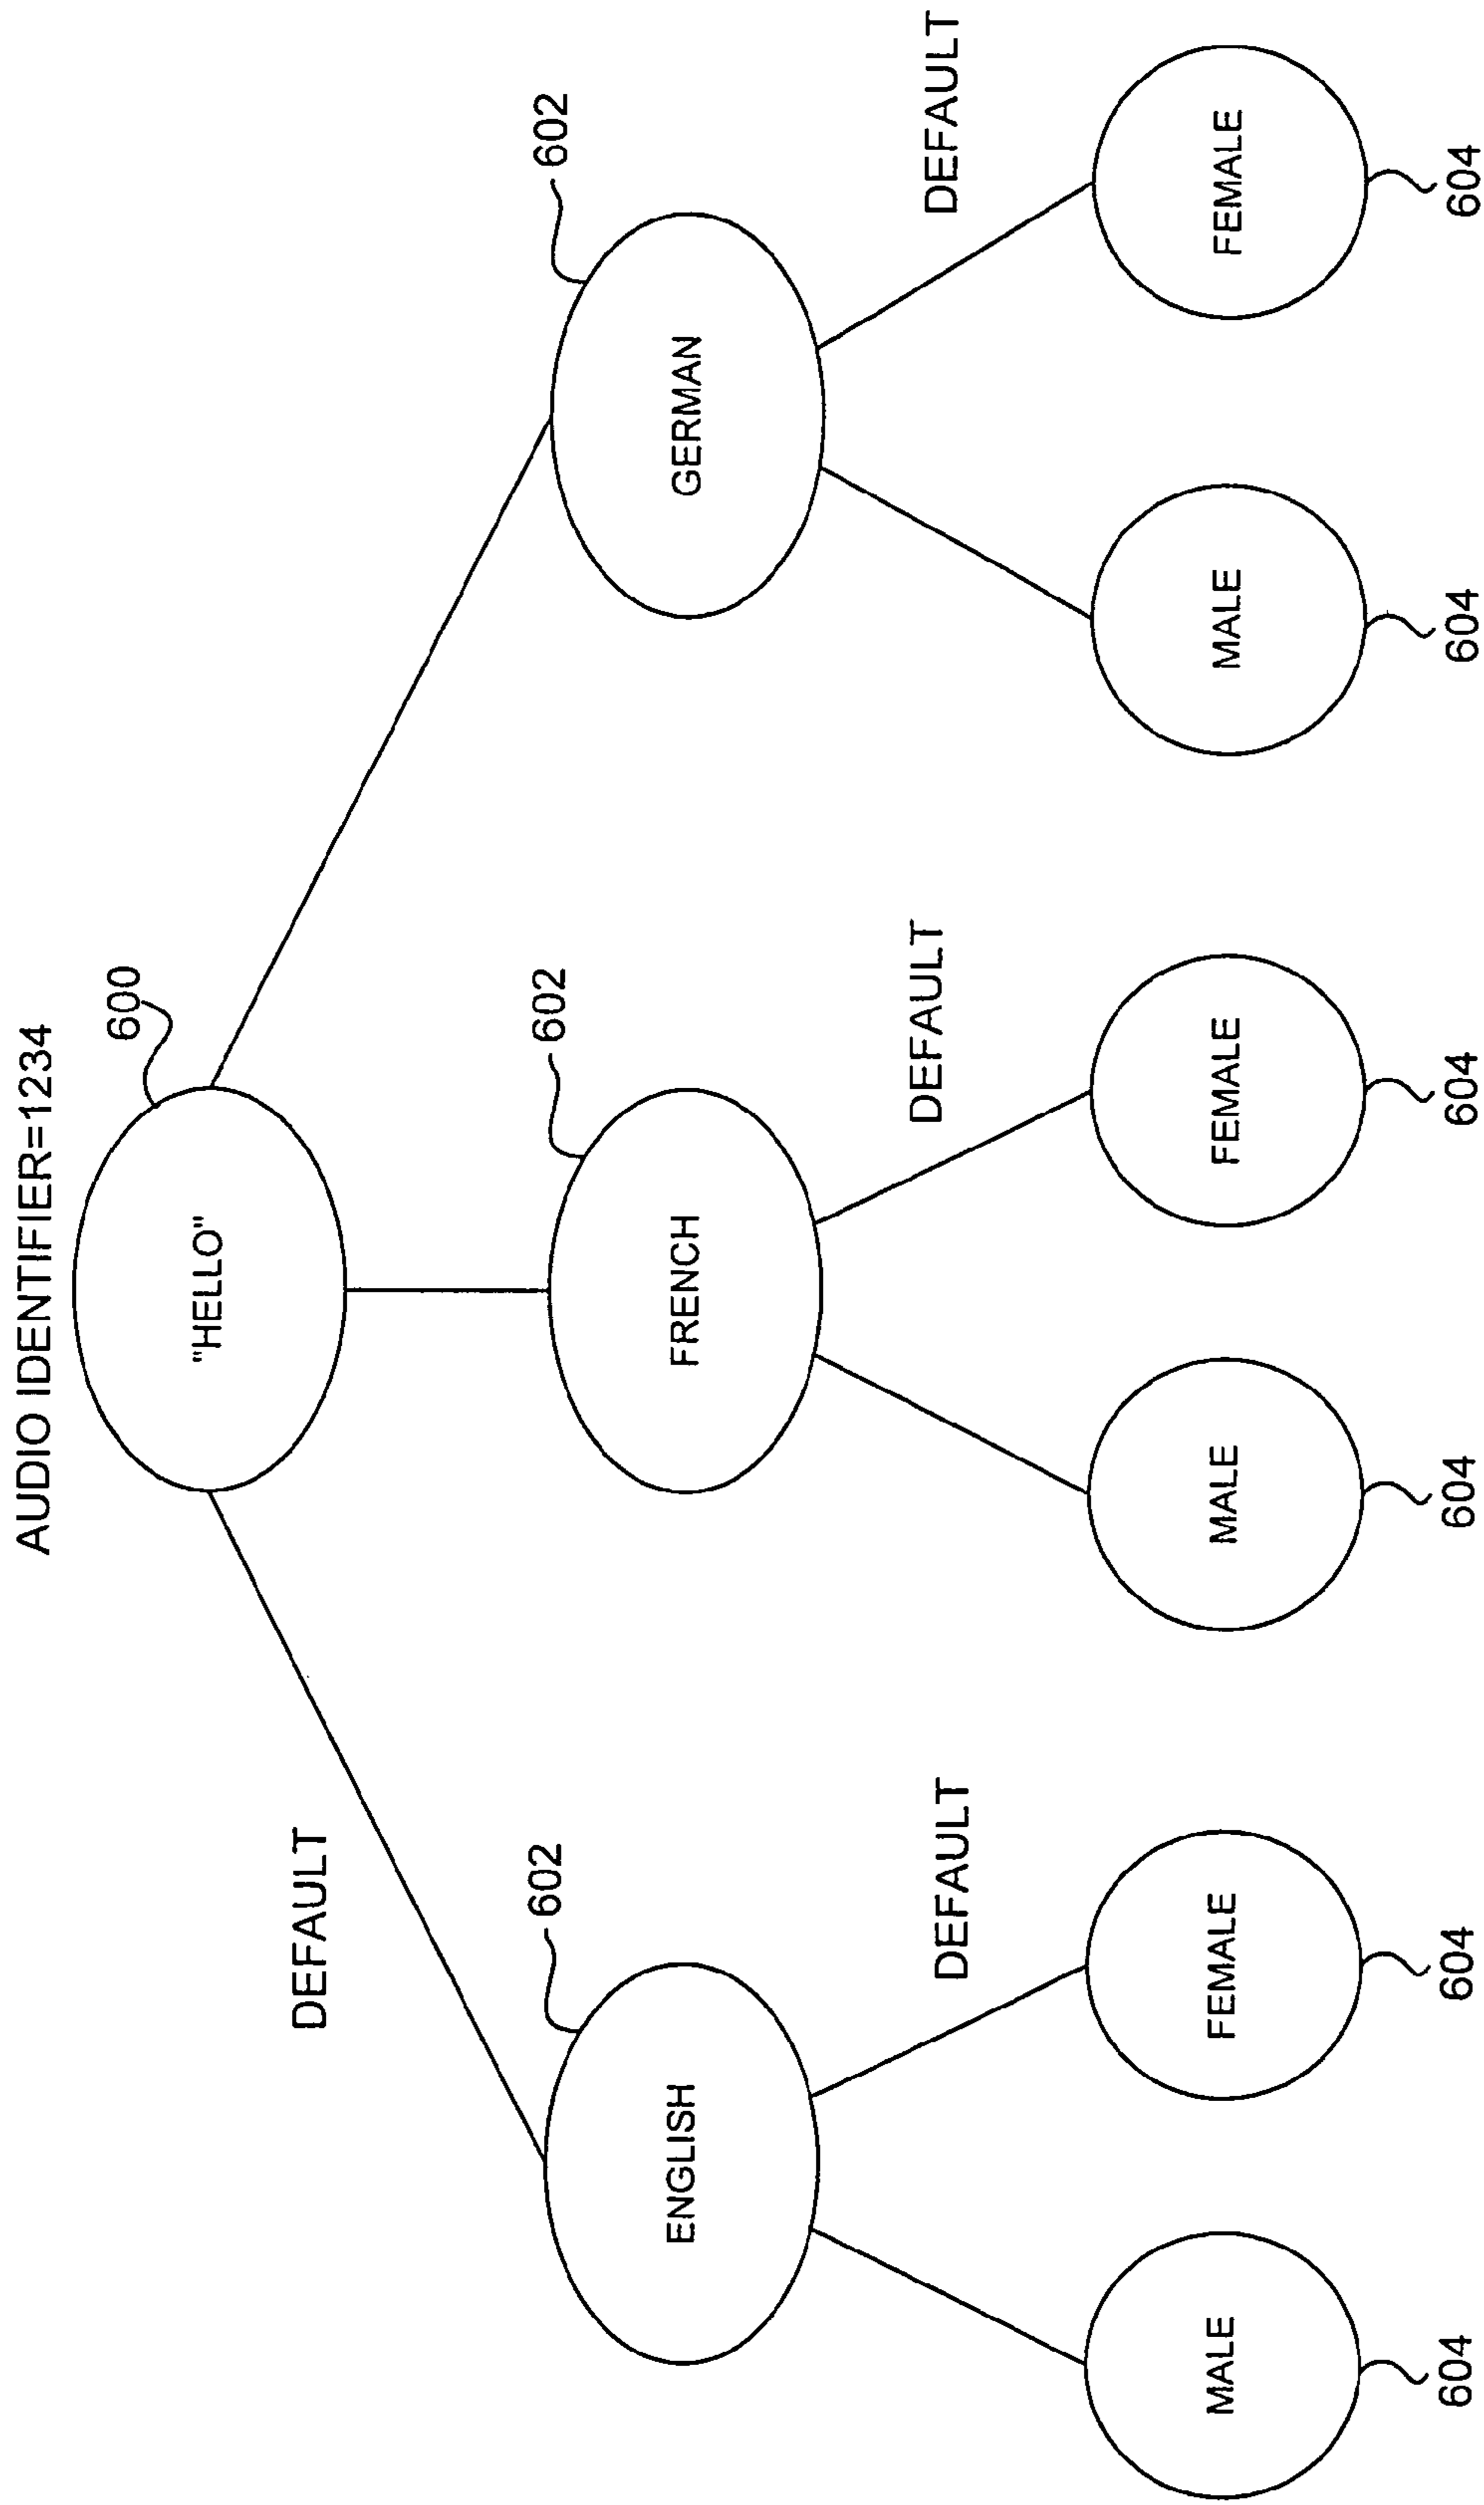 AUDIO IDENTIFIER=1234
600
"HELLO"
DEFAULT
602
602
602
ENGLISH
FRENCH
GERMAN
DEFAULT
DEFAULT
DEFAULT
MALE
FEMALE
MALE
FEMALE
MALE
FEMALE
604
604
604
604
604
604